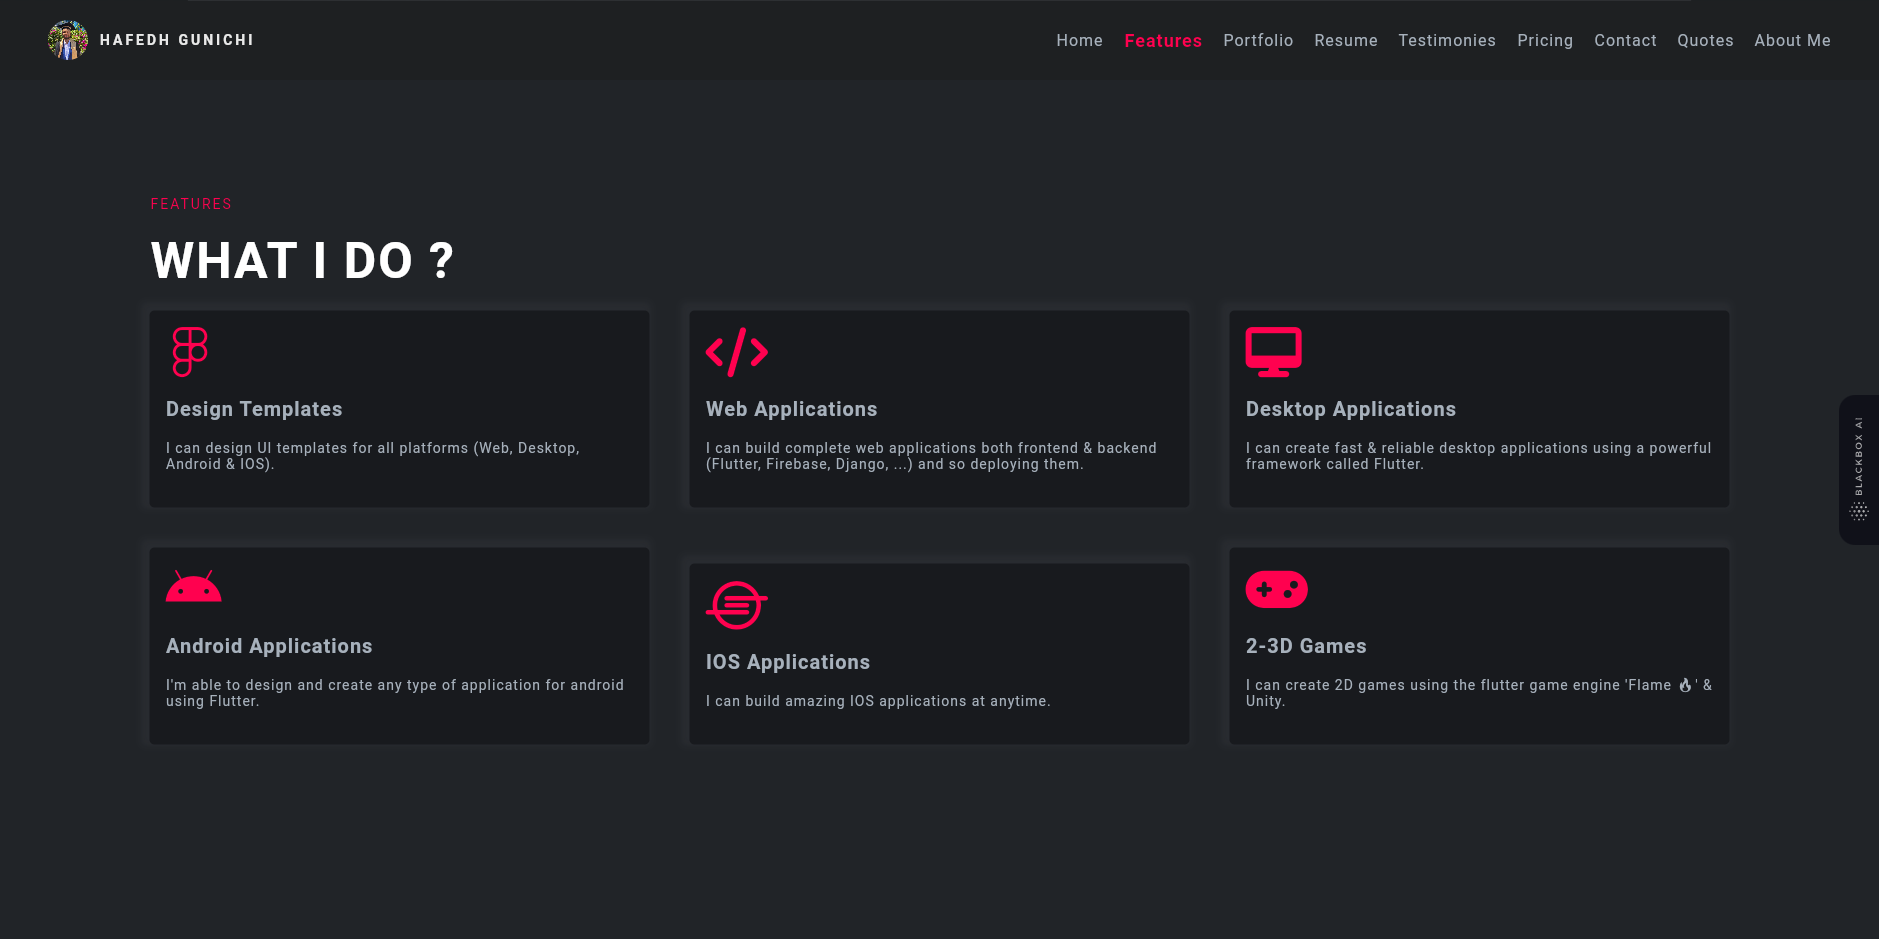 HAFEDH GUNICHI
Home Features Portfolio Resume Testimonies Pricing Contact Quotes About Me
FEATURES
WHAT I DO ?
Design Templates
I can design UI templates for all platforms (Web, Desktop,
Android & IOS).
Web Applications
I can build complete web applications both frontend & backend
(Flutter, Firebase, Django, ...) and so deploying them.
Desktop Applications
I can create fast & reliable desktop applications using a powerful
framework called Flutter.
Android Applications
I'm able to design and create any type of application for android
using Flutter.
IOS Applications
I can build amazing IOS applications at anytime.
2-3D Games
I can create 2D games using the flutter game engine 'Flame 🔥' &
Unity.
BLACKBOX AI